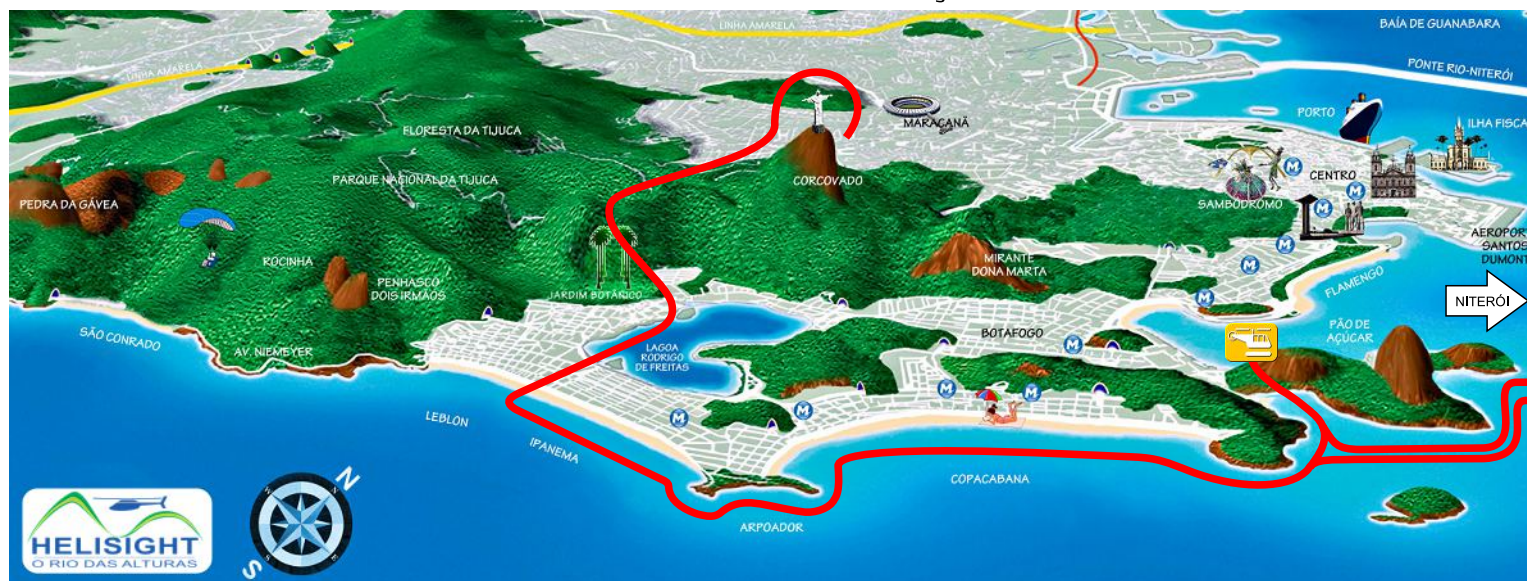 LINHA AMARELA
BAÍA DE GUANABARA
LINHA AMARELA
PONTE RIO-NITERÓI
PORTO
ILHA FISCA
MARACANÃ
FLORESTA DA TIJUCA
M
CENTRO
PARQUE NACIONAL DA TIJUCA
CORCOVADO
M
PEDRA DA GÁVEA
SAMBÓDROMO
M
AEROPOR
SANTOS
DUMONT
M
ROCINHA
MIRANTE
DONA MARTA
M
PENHASCO
DOIS IRMÃOS
JARDIM BOTÂNICO
FLAMENGO
M
NITERÓI
SÃO CONRADO
BOTAFOGO
PÃO DE
AÇÚCAR
AV. NIEMEYER
LAGOA
RODRIGO
DE FREITAS
M
M
M
M
M
LEBLON
IPANEMA
COPACABANA
ARPOADOR
N
S
HELISIGHT
O RIO DAS ALTURAS